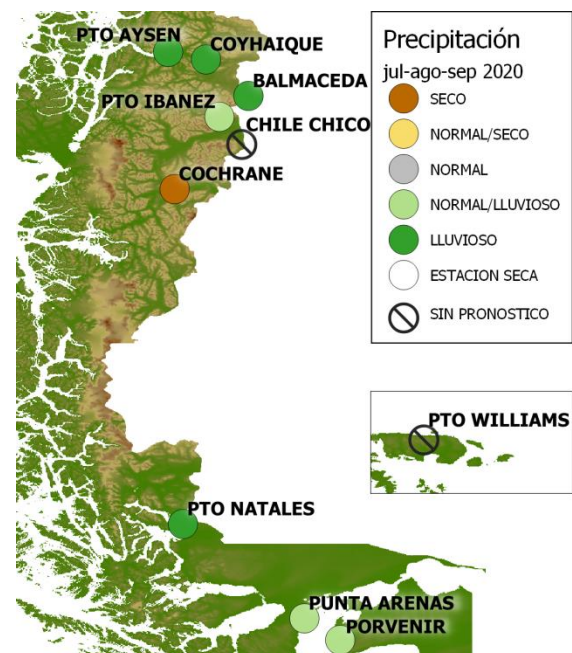 PTO AYSEN
COYHAIQUE
BALMACEDA
PTO IBANEZ
CHILE CHICO
COCHRANE
PTO NATALES
PUNTA ARENAS
PORVENIR
Precipitación
jul-ago-sep 2020
SECO
NORMAL/SECO
NORMAL
NORMAL/LLUVIOSO
LLUVIOSO
ESTACION SECA
SIN PRONOSTICO
PTO WILLIAMS